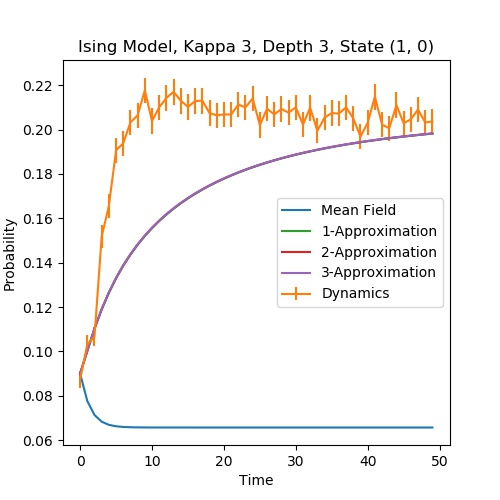 Ising Model, Kappa 3, Depth 3, State (1, 0)
0.22
0.20
0.18
0.16
0.14
0.12
0.10
0.08
0.06
Probability
Mean Field
1-Approximation
2-Approximation
3-Approximation
Dynamics
0 10 20 30 40 50
Time